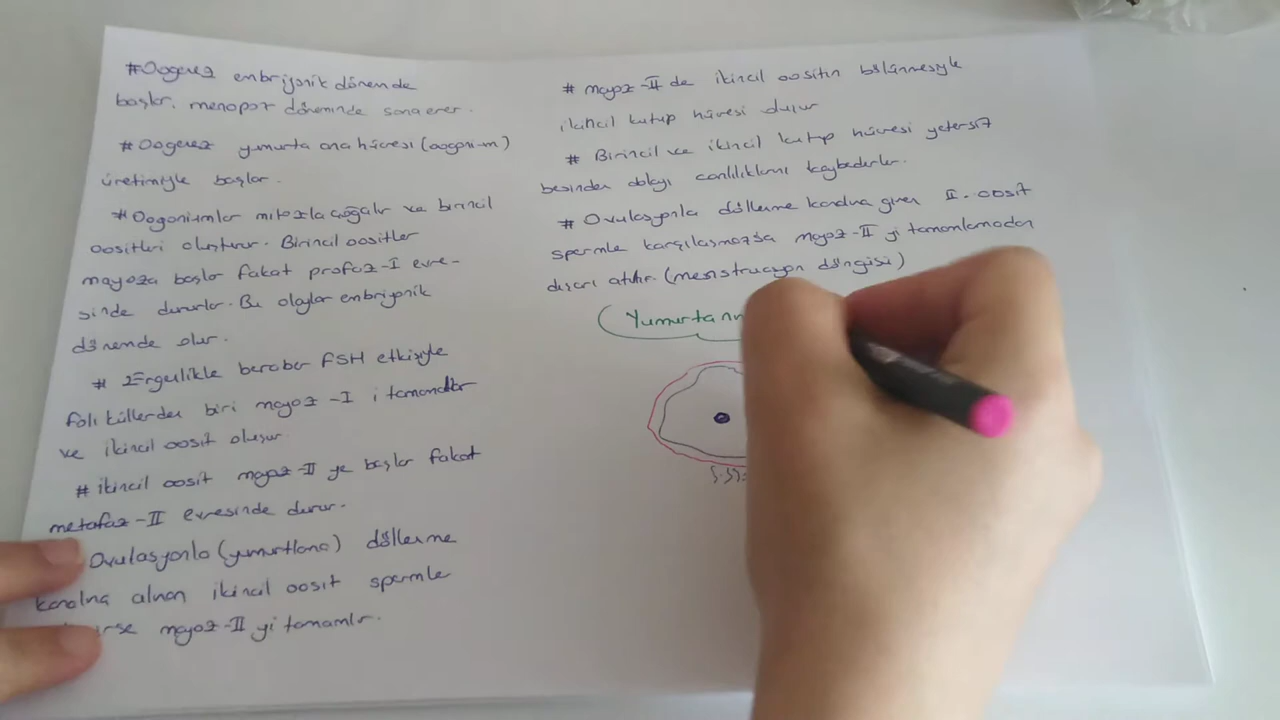 #Oogenez embriyonik dönemde
başlar. menopoz döneminde sona erer.
#Oogenez yumurta ana hücresi (oogonium)
üretimiyle başlar.
#Oogoniumlar mitozla çoğalır ve birincil
oositleri oluşturur. Birincil oositler
mayoza başlar fakat profaz-I evre-
sinde dururlar. Bu olaylar embriyonik
dönemde olur.
# Ergenlikle beraber FSH etkisiyle
foliküllerden biri mayoz-I i tamamlar
ve ikincil oosit oluşur.
# ikincil oosit mayoz-II ye başlar fakat
metafaz-II evresinde durur.
Ovulasyonla (yumurtlama) döllenme
kanalına alınan ikincil oosit spermle
mayoz-II yi tamamlar.
# mayoz-II de ikincil oositin bölünmesiyle
ikincil kutup hücresi oluşur
# Birincil ve ikincil kutup hücresi yetersiz
besinden dolayı canlılıklarını kaybederler.
# Ovulasyonla döllenme kanalına giren II. oosit
spermle karşılaşmazsa mayoz-II yi tamamlamadan
dışarı atılır. (menstruasyon döngüsü)
Yumurtanın